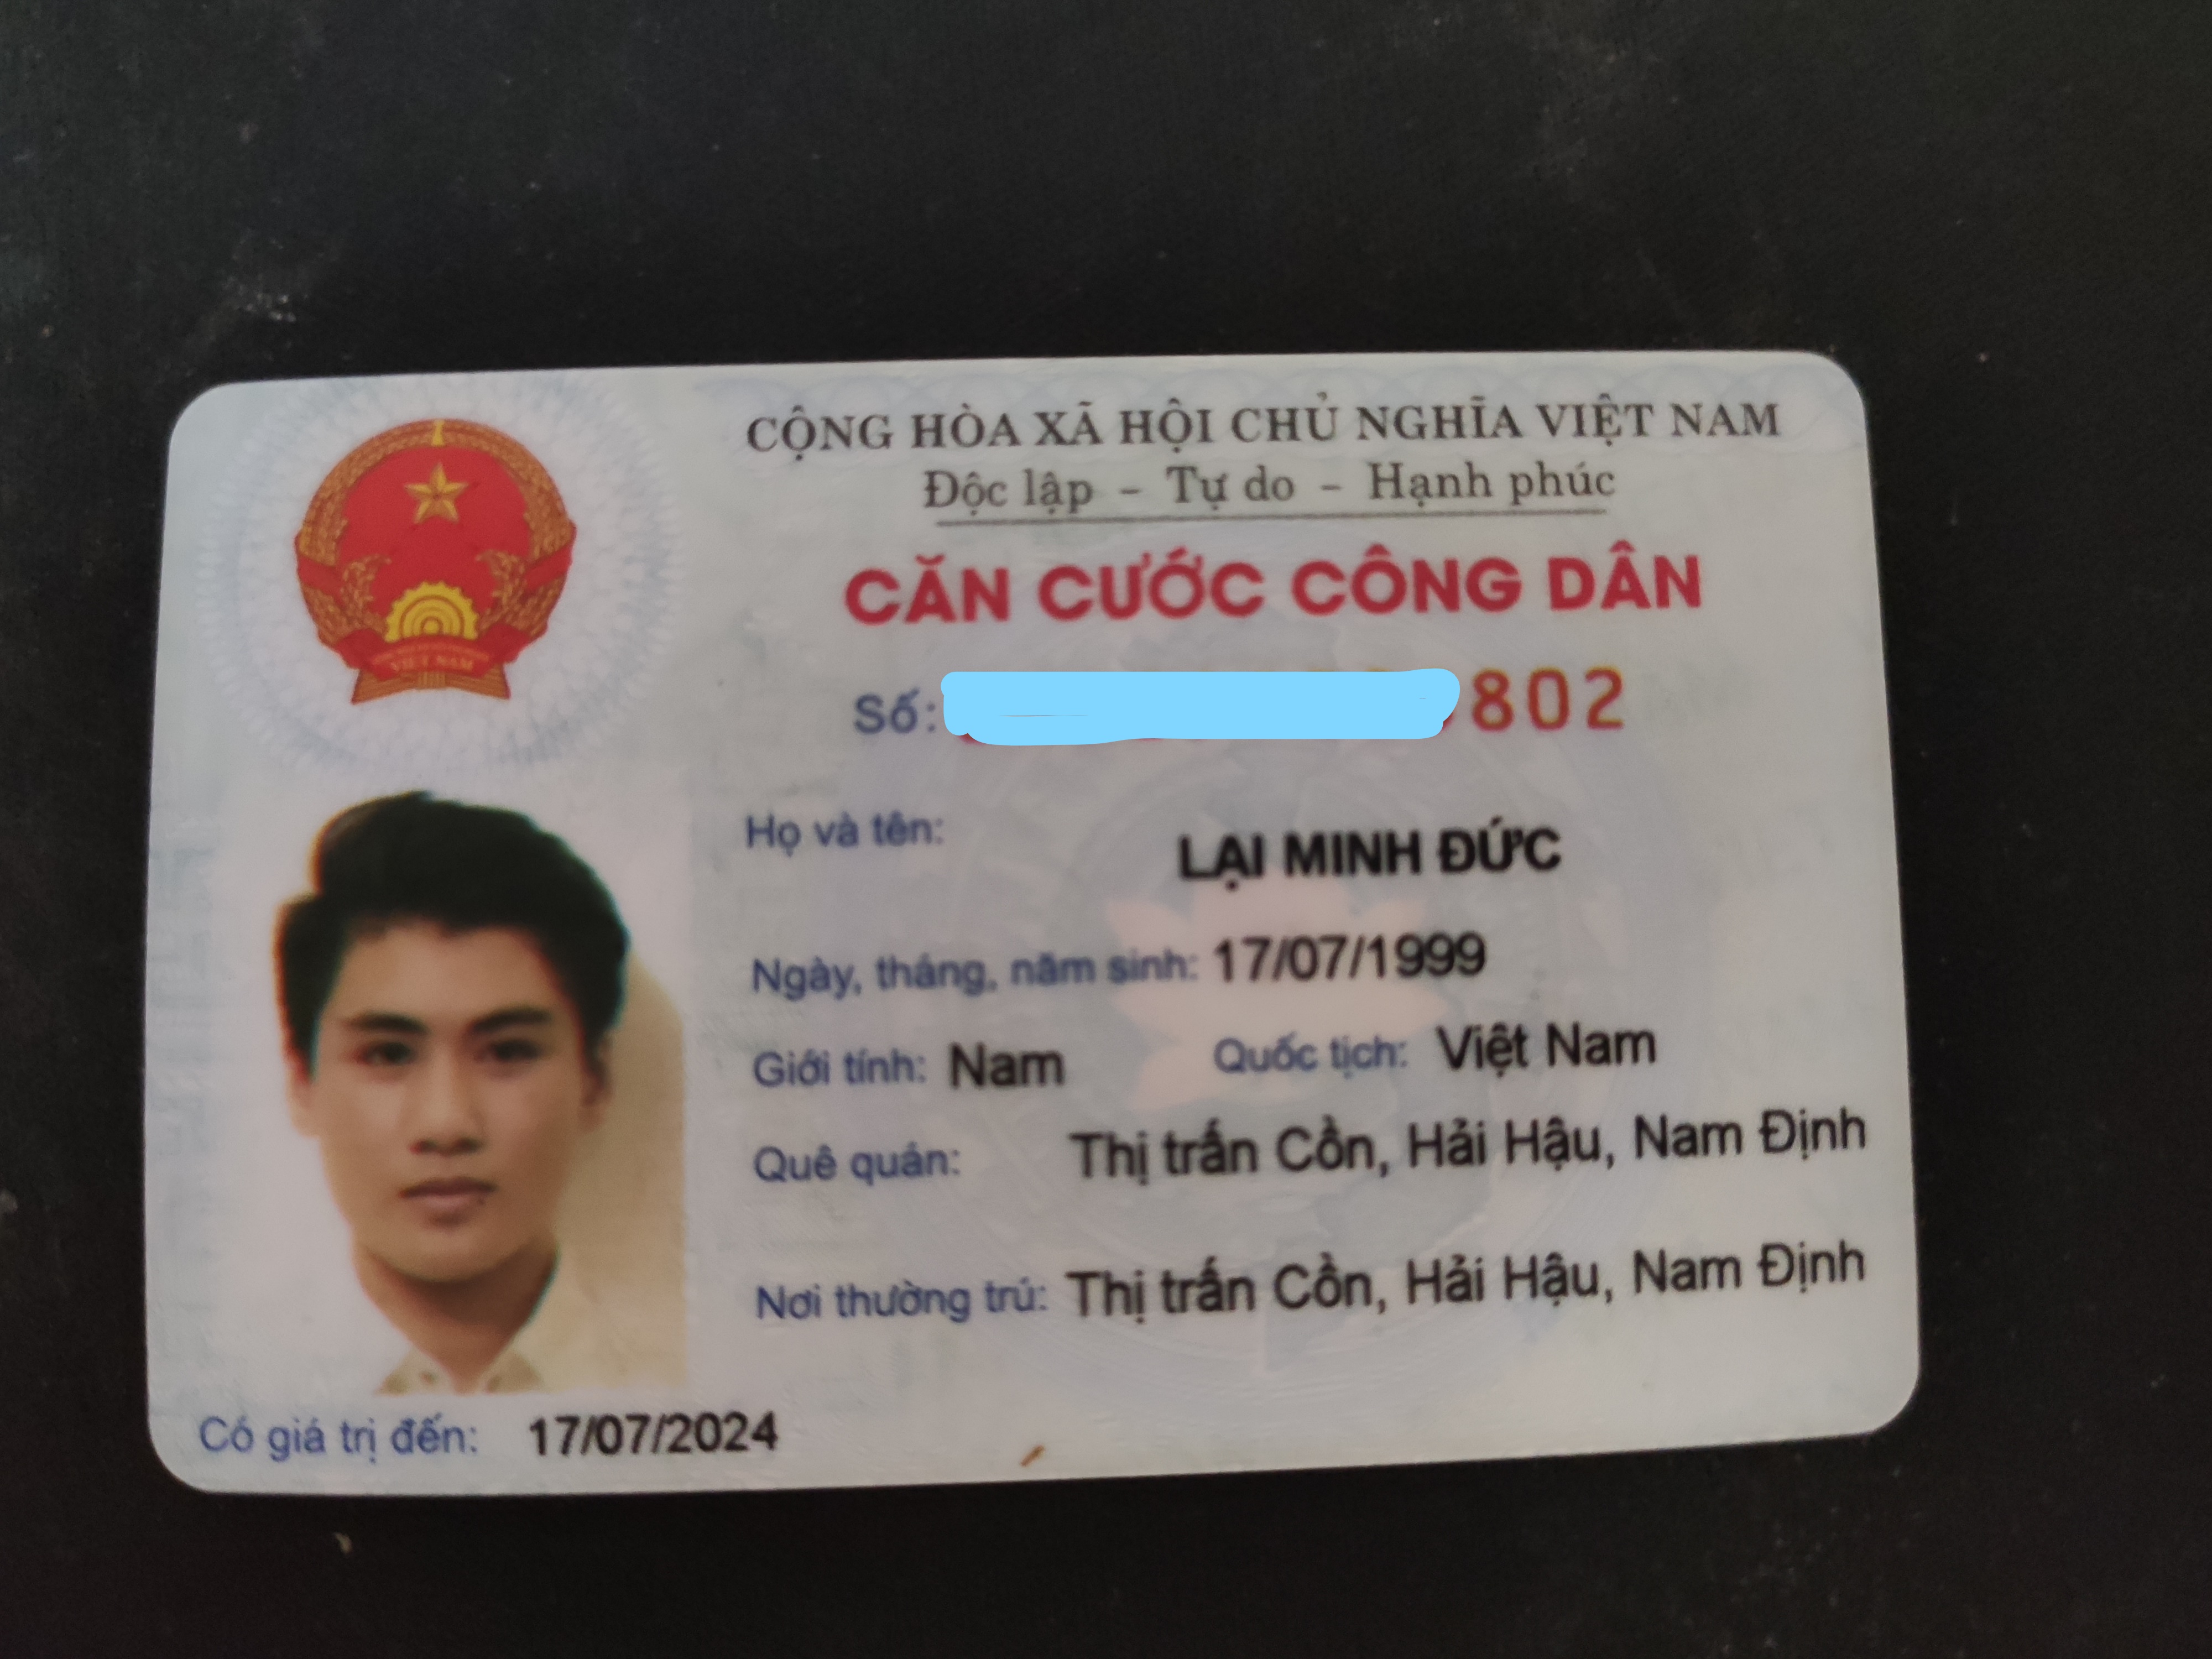 CỘNG HÒA XÃ HỘI CHỦ NGHĨA VIỆT NAM
Độc lập - Tự do - Hạnh phúc
CĂN CƯỚC CÔNG DÂN
VIỆT NAM
Số: 802
Họ và tên: LẠI MINH ĐỨC
Ngày, tháng, năm sinh: 17/07/1999
Giới tính: Nam Quốc tịch: Việt Nam
Quê quán: Thị trấn Cồn, Hải Hậu, Nam Định
Nơi thường trú: Thị trấn Cồn, Hải Hậu, Nam Định
Có giá trị đến: 17/07/2024